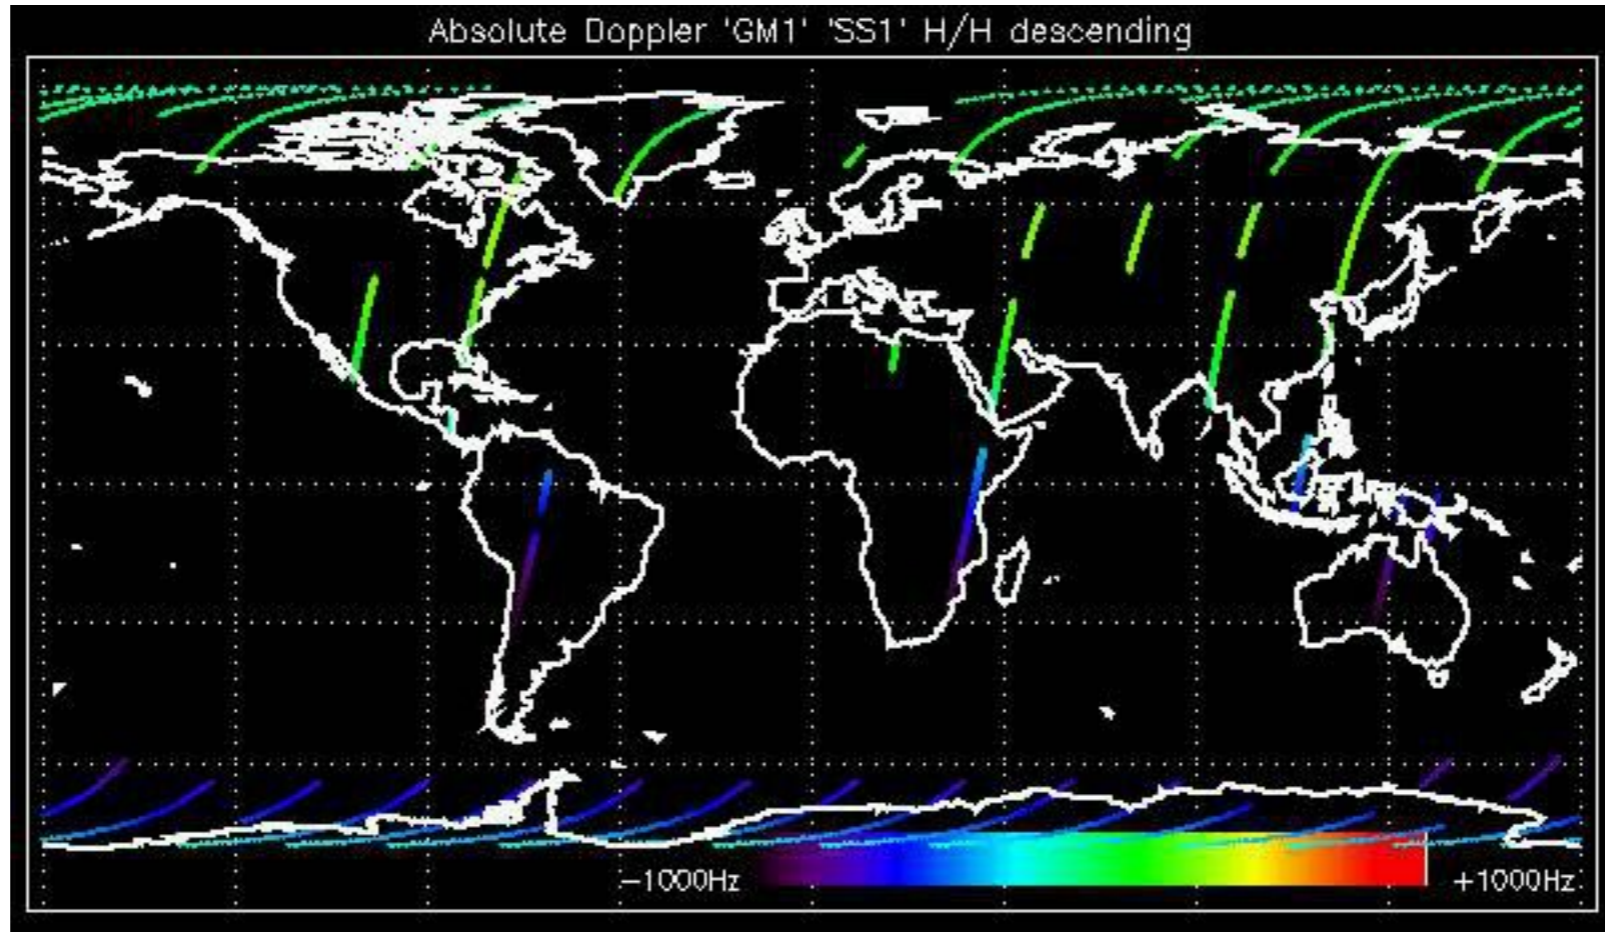 Absolute Doppler 'GM1' 'SS1' H/H descending
−1000Hz
+1000Hz